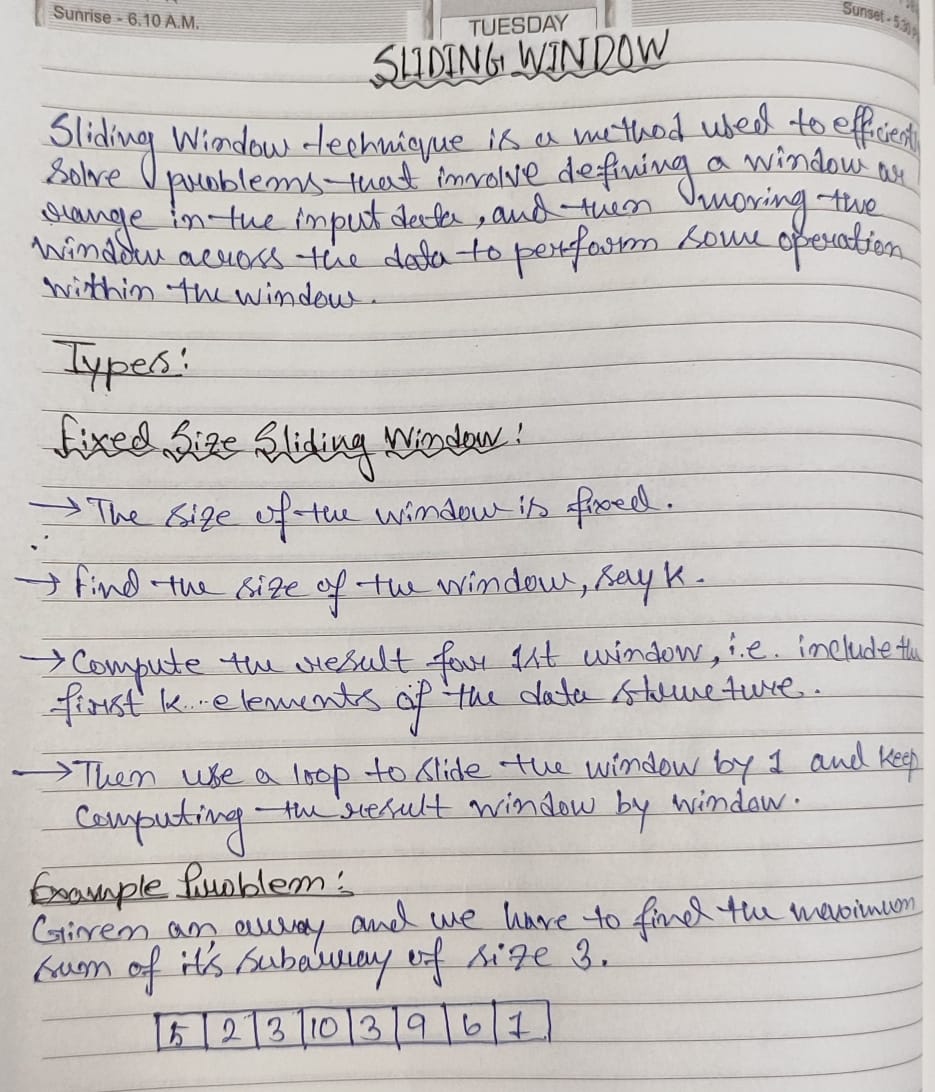 Sunrise - 6.10 A.M.
TUESDAY
Sunset - 5.30 P
SLIDING WINDOW
Sliding Window technique is a method used to efficiently
Solve problems that involve defining a window or
range in the input data, and then moving the
window across the data to perform some operation
within the window.
Types:
Fixed Size Sliding Window:
→ The size of the window is fixed.
→ Find the size of the window, say K.
→ Compute the result for 1st window, i.e. include the
first K elements of the data structure.
→ Then use a loop to slide the window by 1 and keep
computing the result window by window.
Example Problem:
Given an array and we have to find the maximum
sum of it's subarray of size 3.
5 2 3 10 3 9 6 1